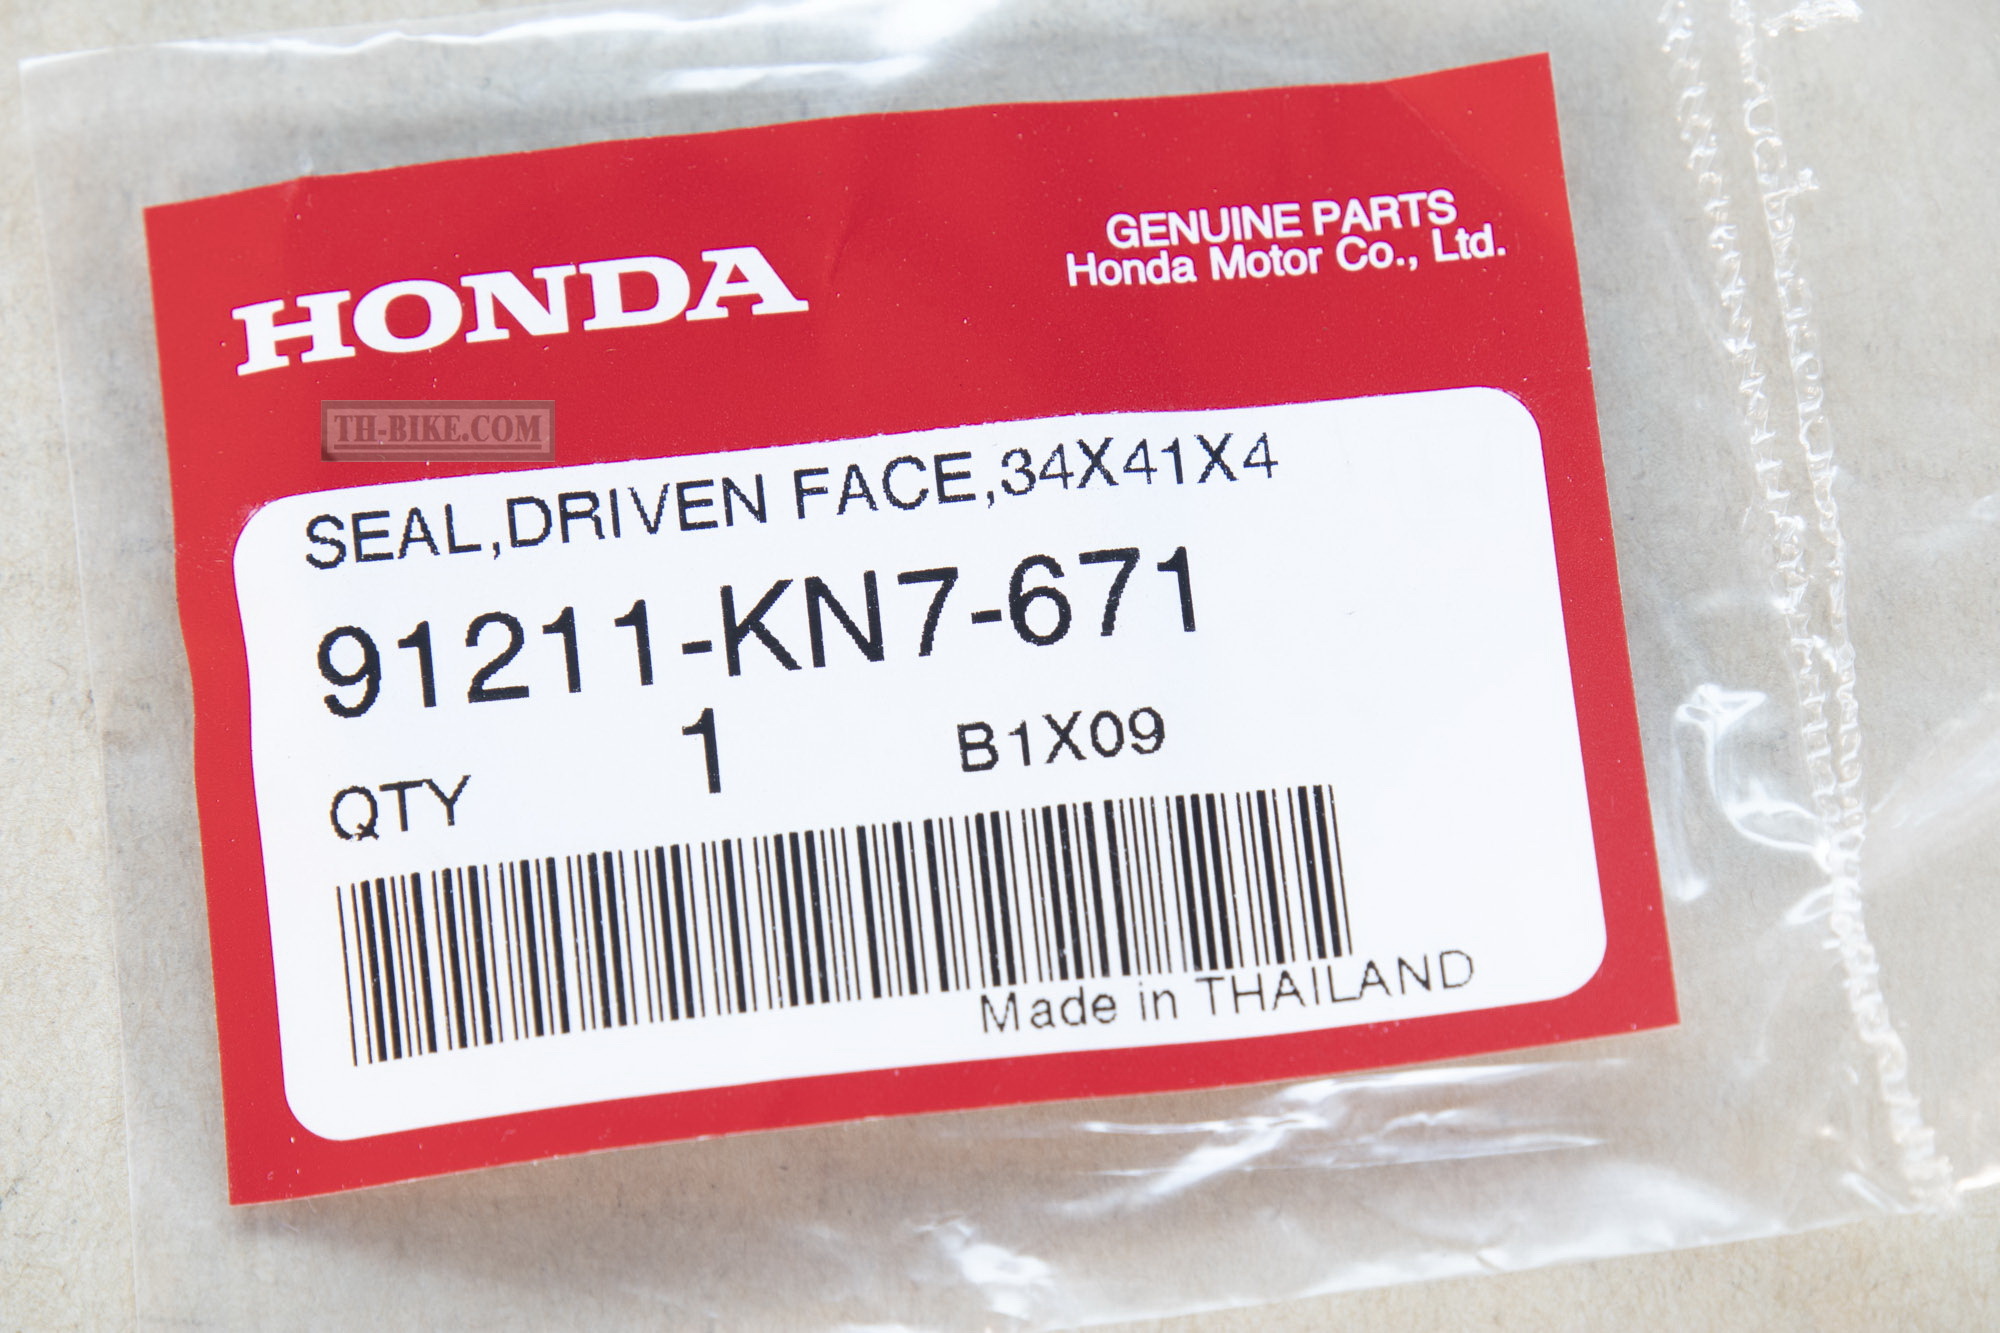 HONDA
GENUINE PARTS
Honda Motor Co., Ltd.
TH-BIKE.COM
SEAL,DRIVEN FACE,34X41X4
91211-KN7-671
QTY 1 B1X09
Made in THAILAND